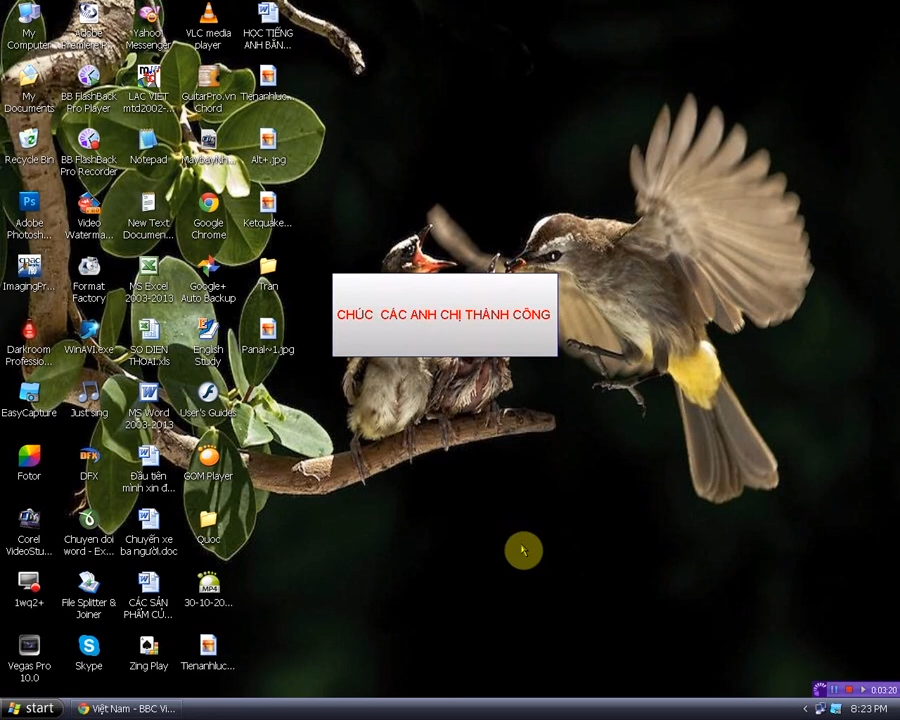 My Computer
Adobe Premiere P...
Yahoo Messenger
VLC media player
HỌC TIẾNG ANH BẰN...
My Documents
BB FlashBack Pro Player
LAC VIET mtd2002-...
GuitarPro.vn Chord
Tienanhluc...
Recycle Bin
BB FlashBack Pro Recorder
Notepad
MaybayNh...
Alt+.jpg
Adobe Photosh...
Video Waterma...
New Text Documen...
Google Chrome
Ketquake...
ImagingPr...
Format Factory
MS Excel 2003-2013
Google+ Auto Backup
Tran
CHÚC CÁC ANH CHỊ THÀNH CÔNG
Darkroom Professio...
WinAVI.exe
SO DIEN THOAI.xls
English Study
Panal~1.jpg
EasyCapture
Just sing
MS Word 2003-2013
User's Guides
Fotor
DFX
Đầu tiên mình xin đ...
GOM Player
Corel VideoStu...
Chuyen doi word - Ex...
Chuyến xe ba người.doc
Quoc
1wq2+
File Splitter & Joiner
CÁC SẢN PHẨM CỦ...
30-10-20...
Vegas Pro 10.0
Skype
Zing Play
Tienanhluc...
0:03:20
start
Việt Nam - BBC Vi...
8:23 PM